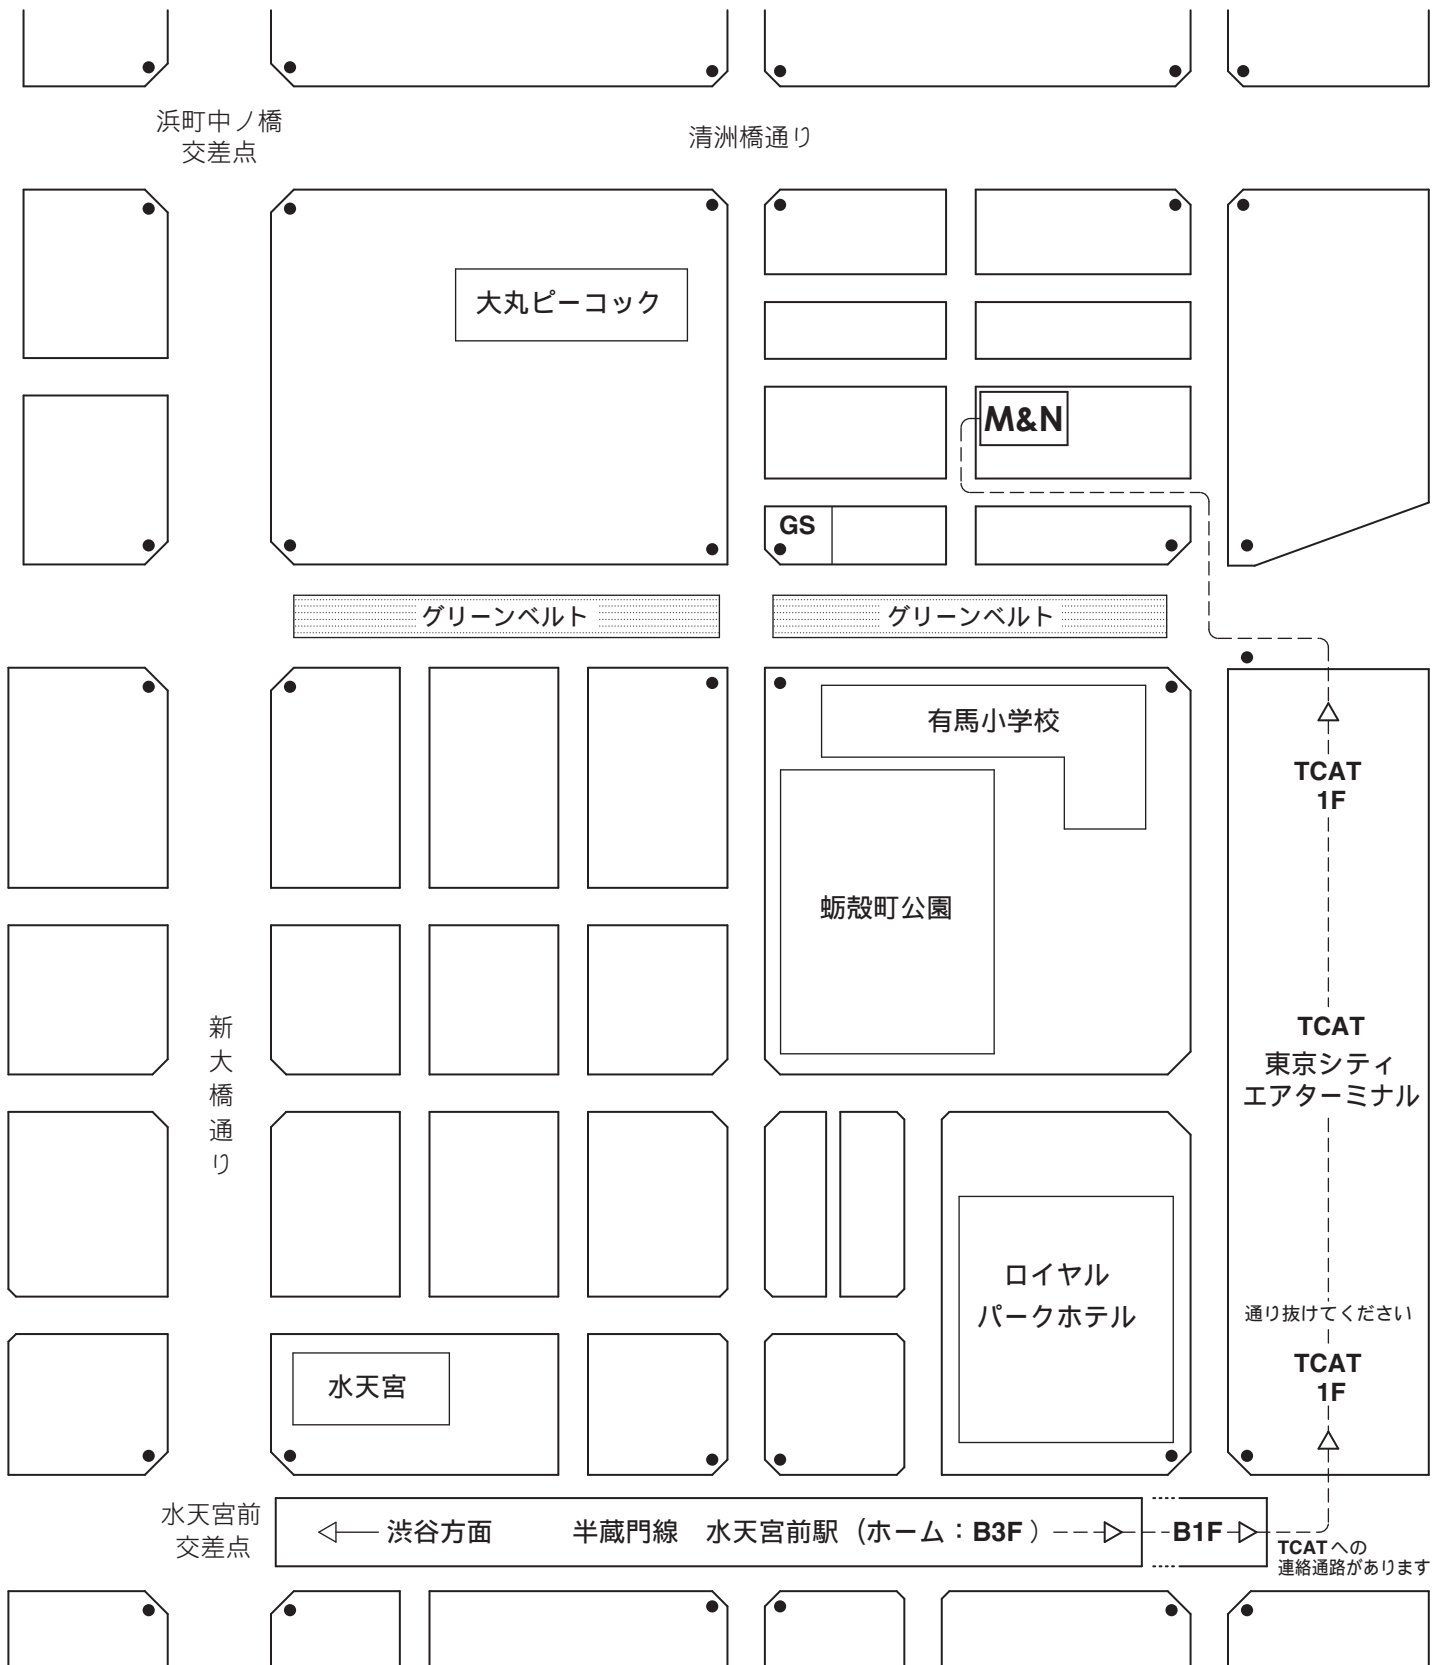 浜町中ノ橋
交差点
清洲橋通り
大丸ピーコック
M&N
GS
グリーンベルト
グリーンベルト
有馬小学校
TCAT
1F
蛎殻町公園
新大橋通り
TCAT
東京シティ
エアターミナル
ロイヤル
パークホテル
通り抜けてください
TCAT
1F
水天宮
水天宮前
交差点
渋谷方面
半蔵門線 水天宮前駅（ホーム：B3F）
B1F
TCATへの
連絡通路があります